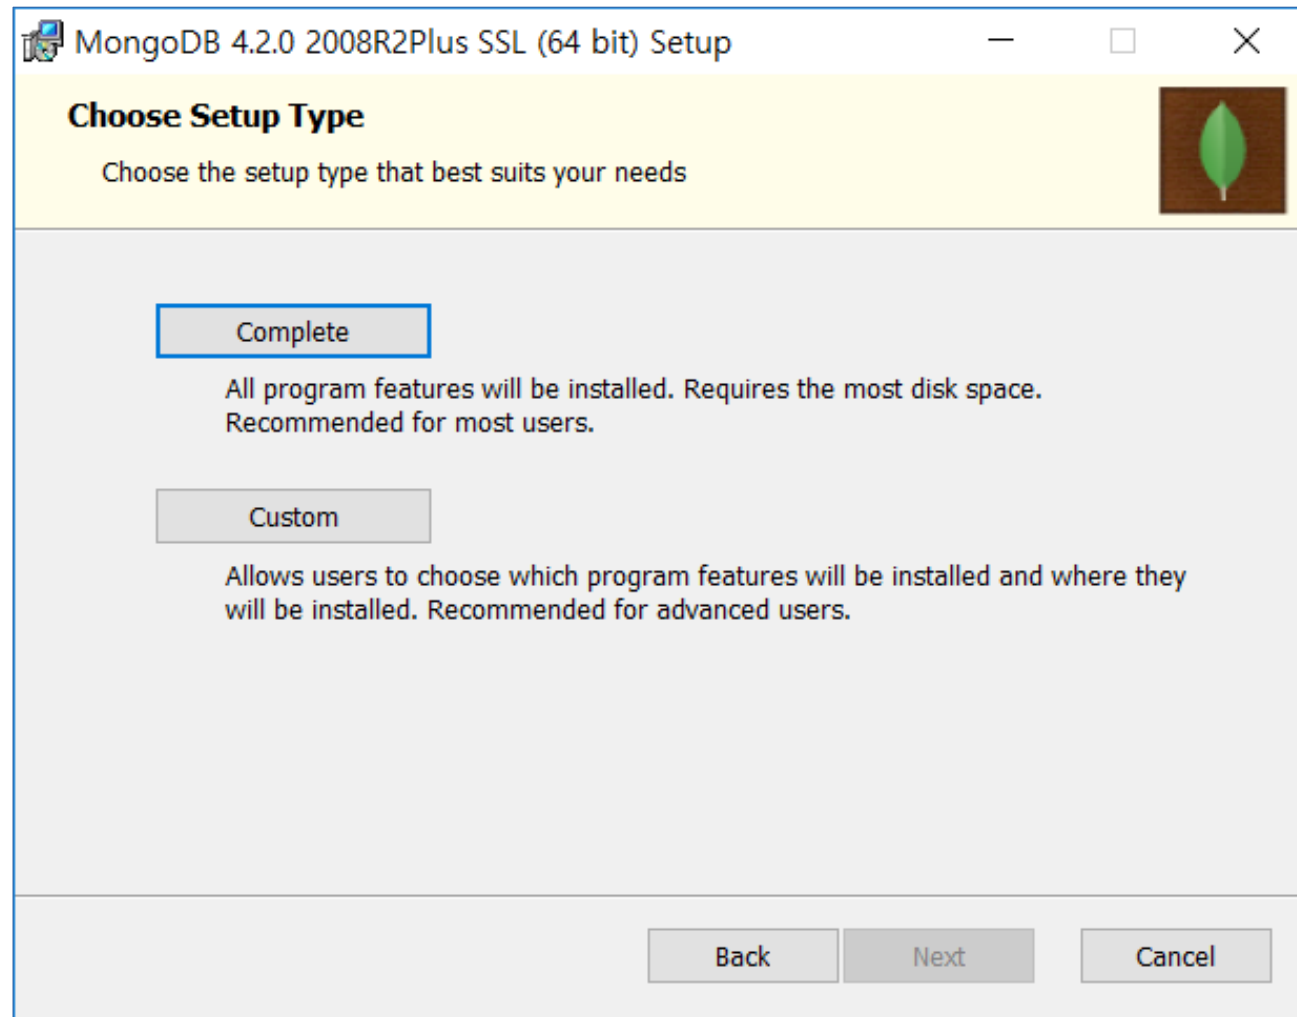 MongoDB 4.2.0 2008R2Plus SSL (64 bit) Setup
Choose Setup Type
Choose the setup type that best suits your needs
Complete
All program features will be installed. Requires the most disk space.
Recommended for most users.
Custom
Allows users to choose which program features will be installed and where they
will be installed. Recommended for advanced users.
Back
Next
Cancel